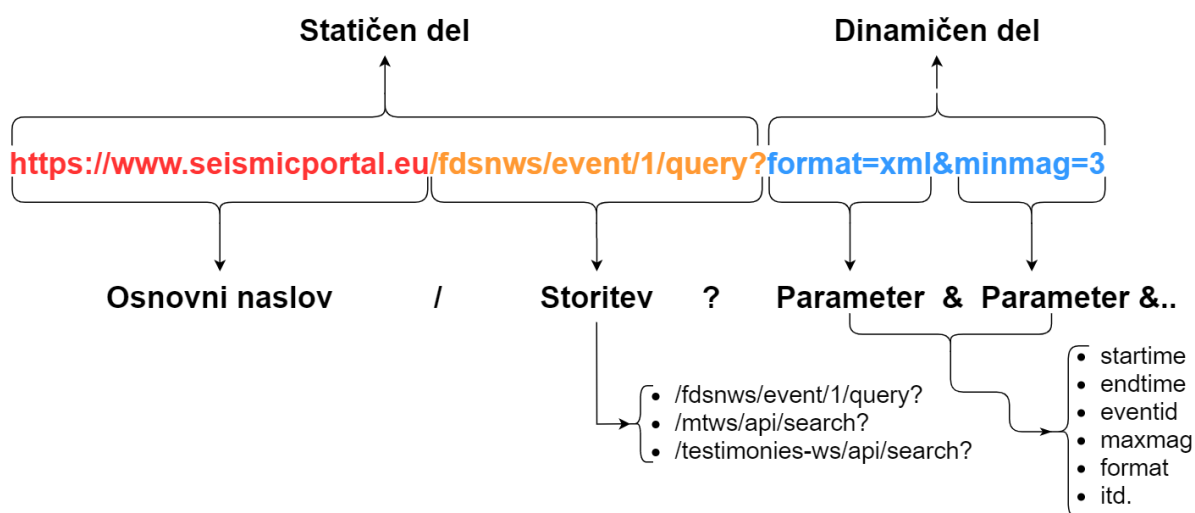 Statičen del Dinamičen del
https://www.seismicportal.eu/fdsnws/event/1/query?format=xml&minmag=3
Osnovni naslov / Storitev ? Parameter & Parameter &..
• /fdsnws/event/1/query?
• /mtws/api/search?
• /testimonies-ws/api/search?
• startime
• endtime
• eventid
• maxmag
• format
• itd.